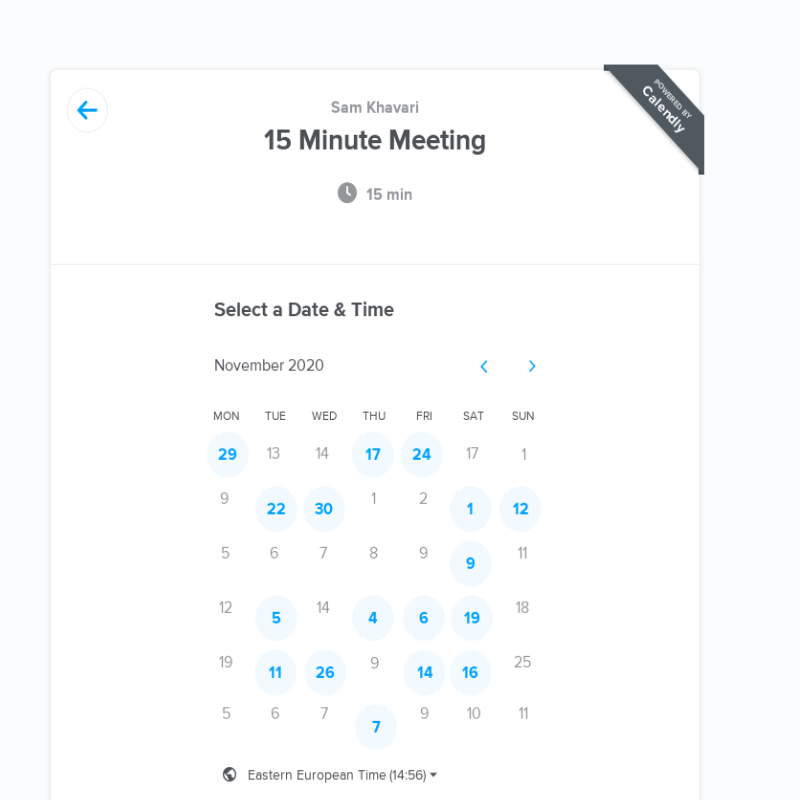 POWERED BY
Calendly
Sam Khavari
15 Minute Meeting
15 min
Select a Date & Time
November 2020
MON TUE WED THU FRI SAT SUN
29 13 14 17 24 17 1
9 22 30 1 2 1 12
5 6 7 8 9 9 11
12 5 14 4 6 19 18
19 11 26 9 14 16 25
5 6 7 7 9 10 11
Eastern European Time (14:56)